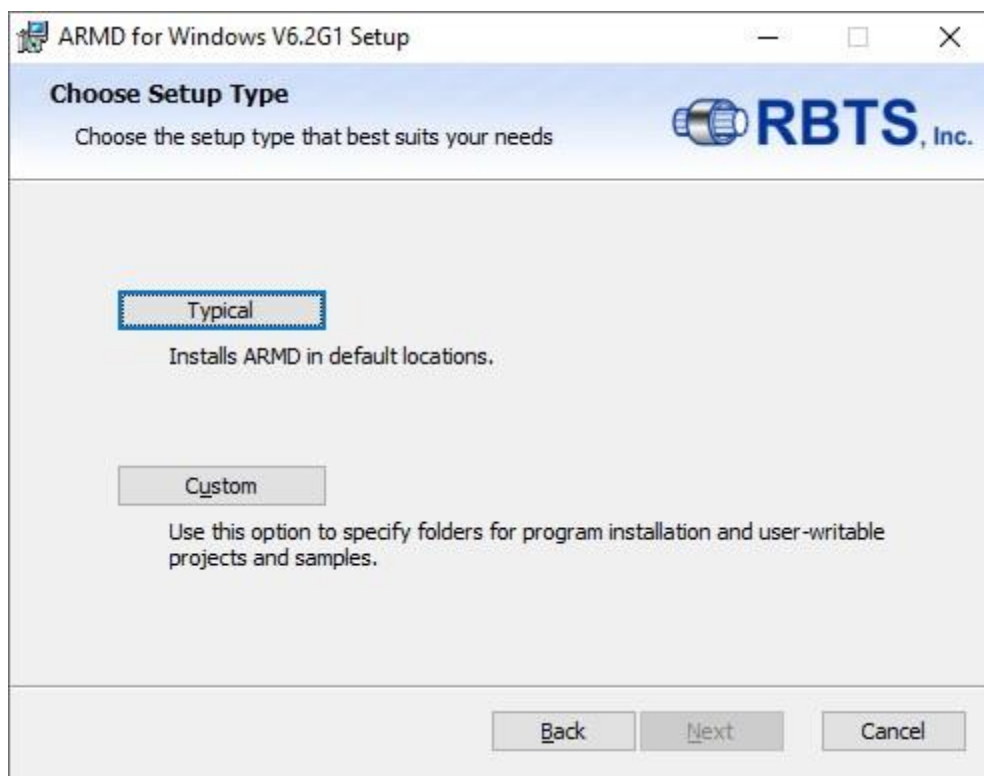 ARMD for Windows V6.2G1 Setup
Choose Setup Type
Choose the setup type that best suits your needs
RBTS, Inc.
Typical
Installs ARMD in default locations.
Custom
Use this option to specify folders for program installation and user-writable
projects and samples.
Back Next Cancel